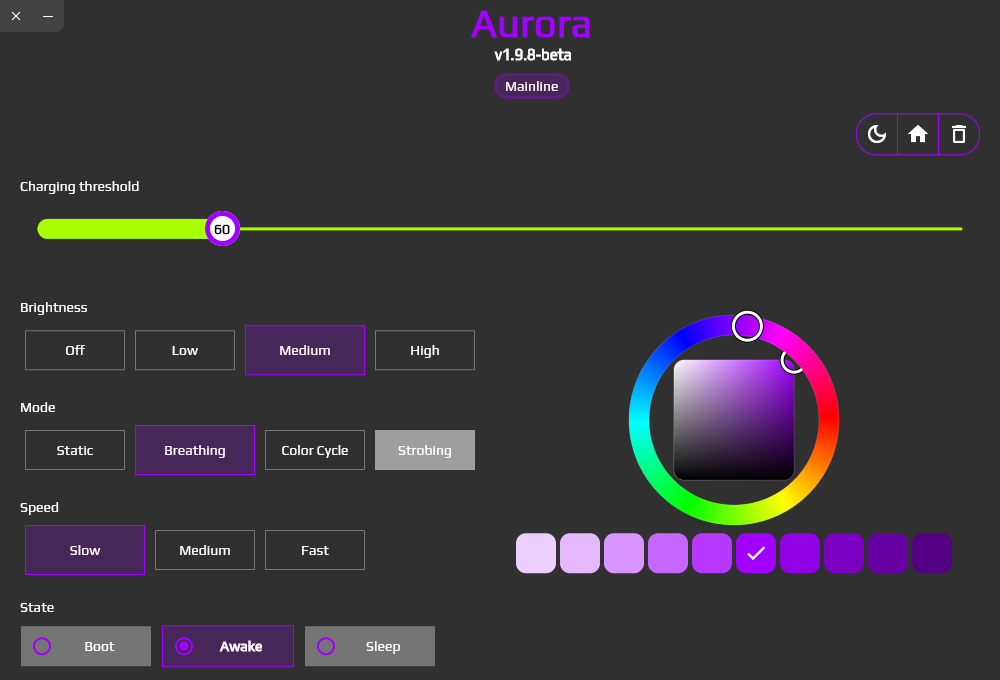 Aurora
v1.9.8-beta
Mainline
Charging threshold
60
Brightness
Off Low Medium High
Mode
Static Breathing Color Cycle Strobing
Speed
Slow Medium Fast
State
Boot Awake Sleep